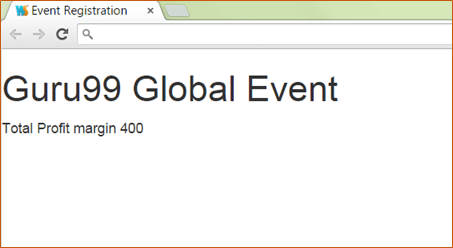 Event Registration
Guru99 Global Event
Total Profit margin 400